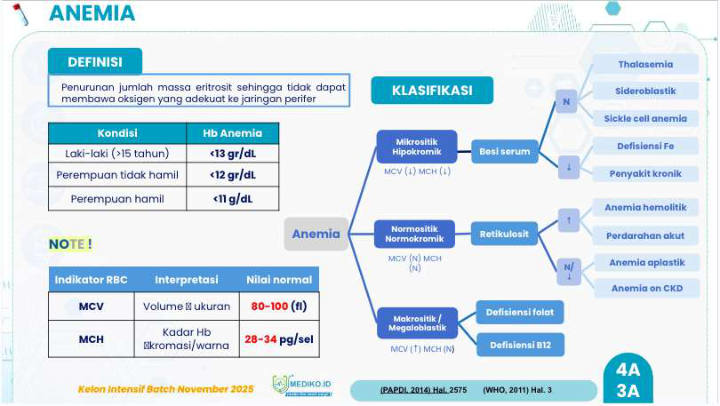 ANEMIA
DEFINISI
Penurunan jumlah massa eritrosit sehingga tidak dapat
membawa oksigen yang adekuat ke jaringan perifer
Kondisi Hb Anemia
Laki-laki (>15 tahun) <13 gr/dL
Perempuan tidak hamil <12 gr/dL
Perempuan hamil <11 g/dL
NOTE !
Indikator RBC Interpretasi Nilai normal
MCV Volume ukuran 80-100 (fl)
MCH Kadar Hb
kromasi/warna 28-34 pg/sel
KLASIFIKASI
Anemia
Mikrositik
Hipokromik
MCV (↓) MCH (↓)
Besi serum
N
Thalasemia
Sideroblastik
Sickle cell anemia
↓
Defisiensi Fe
Penyakit kronik
Normositik
Normokromik
MCV (N) MCH
(N)
Retikulosit
↑
Anemia hemolitik
Perdarahan akut
N/
↓
Anemia aplastik
Anemia on CKD
Makrositik /
Megaloblastik
MCV (↑) MCH (N)
Defisiensi folat
Defisiensi B12
Kelon Intensif Batch November 2025
MEDIKO.ID
(PAPDI, 2014) Hal. 2575 (WHO, 2011) Hal. 3
4A
3A